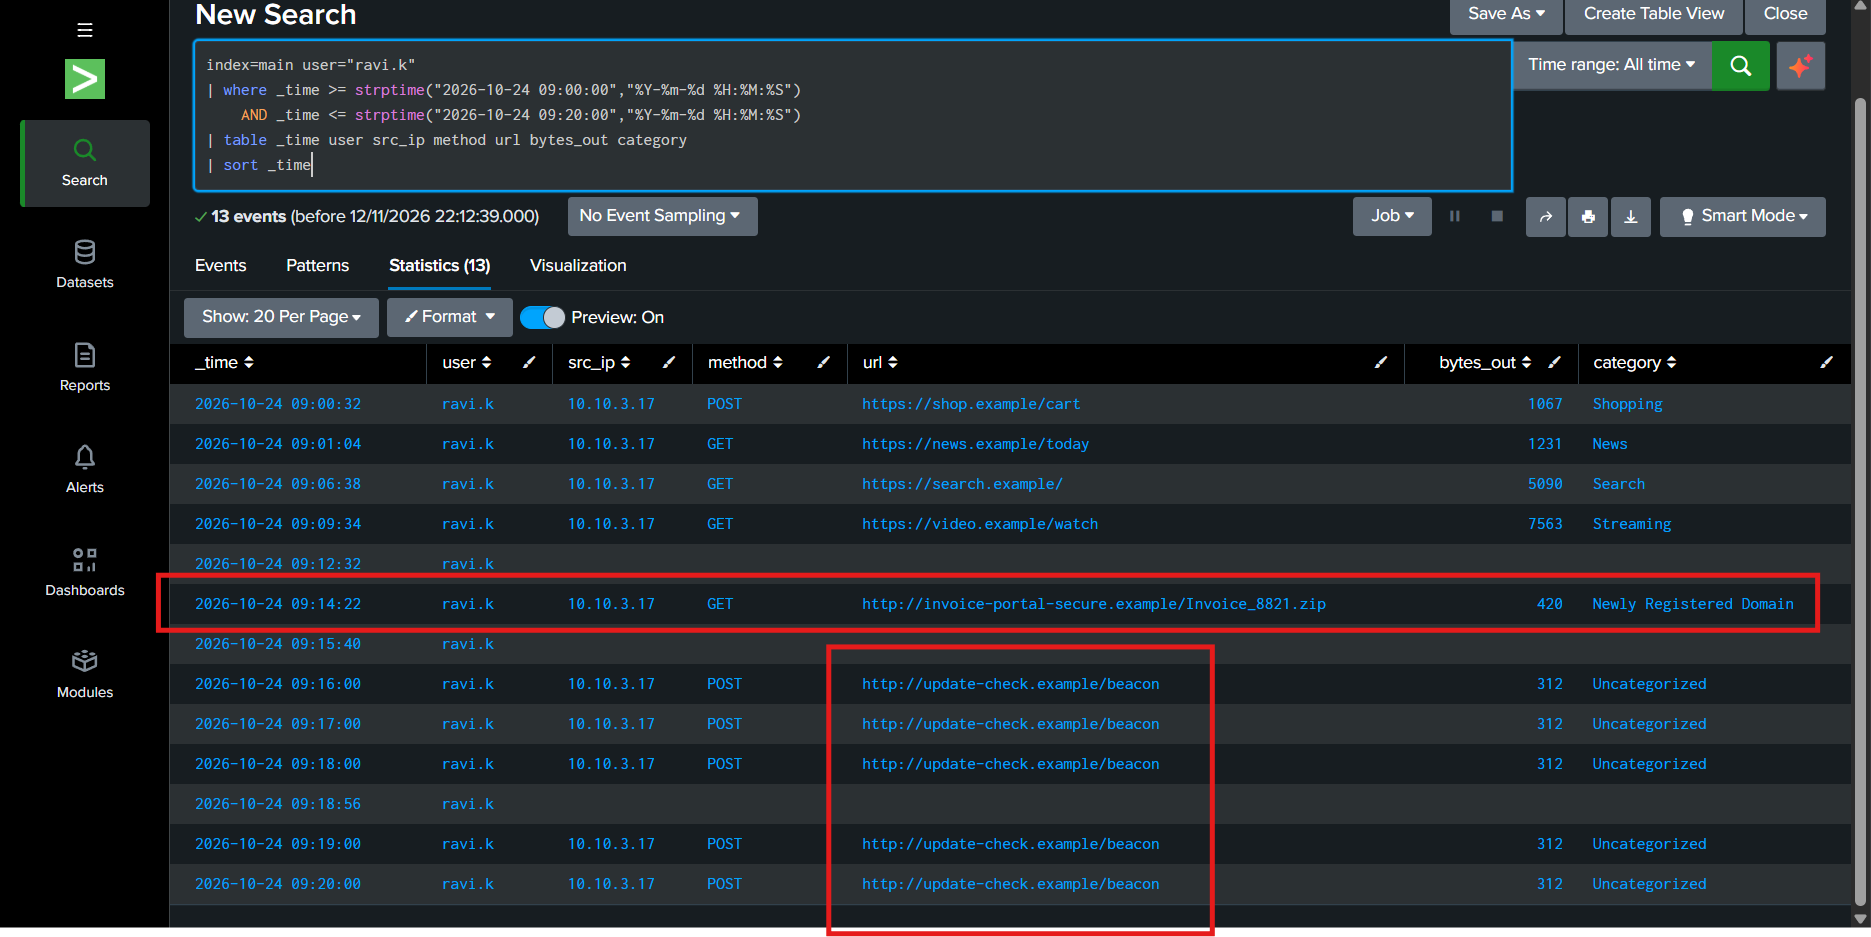 New Search
Save As
Create Table View
Close
index=main user="ravi.k"
| where _time >= strptime("2026-10-24 09:00:00","%Y-%m-%d %H:%M:%S")
AND _time <= strptime("2026-10-24 09:20:00","%Y-%m-%d %H:%M:%S")
| table _time user src_ip method url bytes_out category
| sort _time
Time range: All time
Search
Datasets
Reports
Alerts
Dashboards
Modules
13 events (before 12/11/2026 22:12:39.000)
No Event Sampling
Job
Smart Mode
Events Patterns Statistics (13) Visualization
Show: 20 Per Page
Format
Preview: On
_time user src_ip method url bytes_out category
2026-10-24 09:00:32 ravi.k 10.10.3.17 POST https://shop.example/cart 1067 Shopping
2026-10-24 09:01:04 ravi.k 10.10.3.17 GET https://news.example/today 1231 News
2026-10-24 09:06:38 ravi.k 10.10.3.17 GET https://search.example/ 5090 Search
2026-10-24 09:09:34 ravi.k 10.10.3.17 GET https://video.example/watch 7563 Streaming
2026-10-24 09:12:32 ravi.k
2026-10-24 09:14:22 ravi.k 10.10.3.17 GET http://invoice-portal-secure.example/Invoice_8821.zip 420 Newly Registered Domain
2026-10-24 09:15:40 ravi.k
2026-10-24 09:16:00 ravi.k 10.10.3.17 POST http://update-check.example/beacon 312 Uncategorized
2026-10-24 09:17:00 ravi.k 10.10.3.17 POST http://update-check.example/beacon 312 Uncategorized
2026-10-24 09:18:00 ravi.k 10.10.3.17 POST http://update-check.example/beacon 312 Uncategorized
2026-10-24 09:18:56 ravi.k
2026-10-24 09:19:00 ravi.k 10.10.3.17 POST http://update-check.example/beacon 312 Uncategorized
2026-10-24 09:20:00 ravi.k 10.10.3.17 POST http://update-check.example/beacon 312 Uncategorized